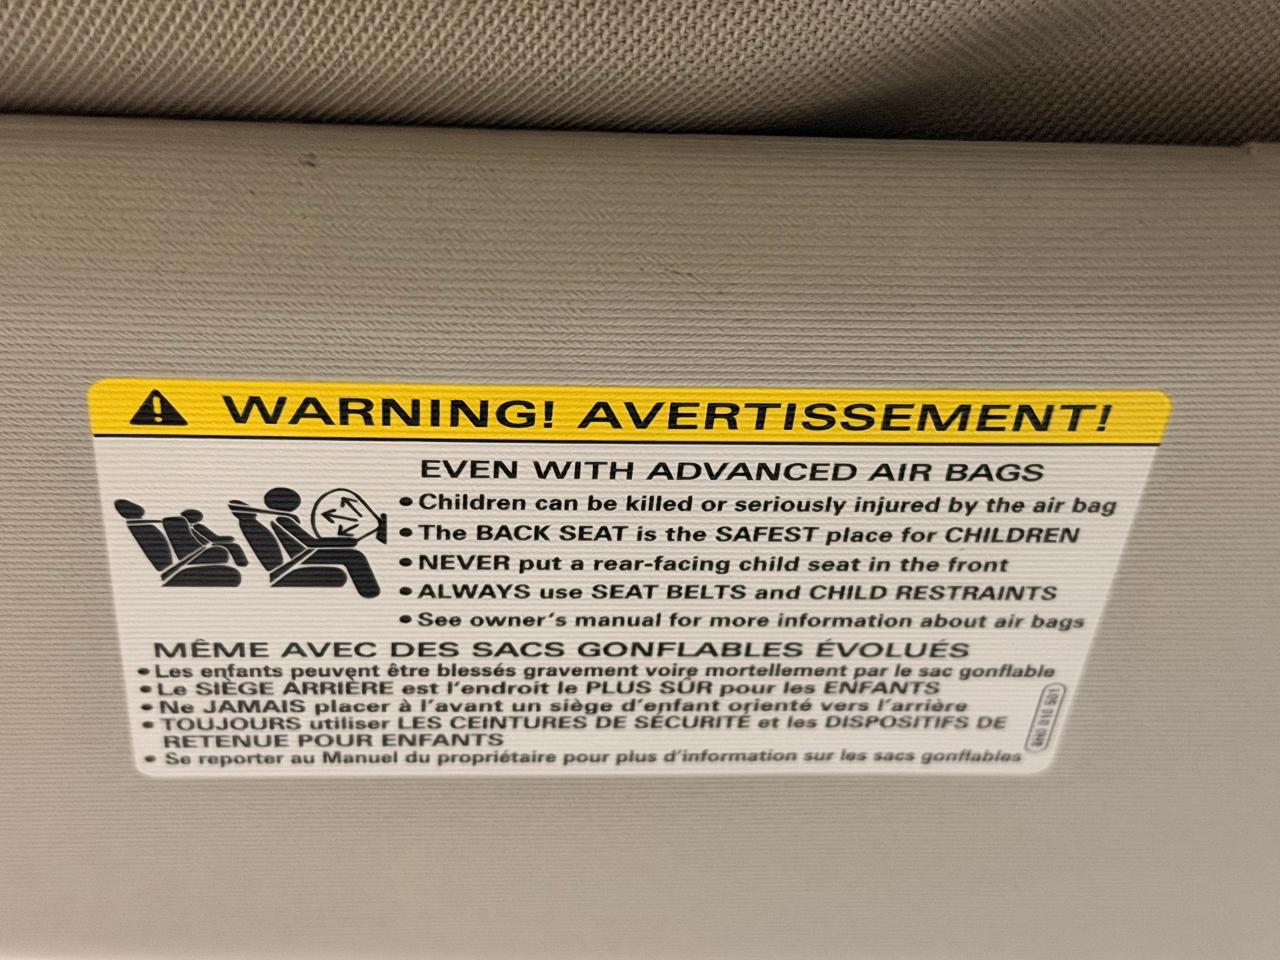 WARNING! AVERTISSEMENT!
EVEN WITH ADVANCED AIR BAGS
•Children can be killed or seriously injured by the air bag
•The BACK SEAT is the SAFEST place for CHILDREN
•NEVER put a rear-facing child seat in the front
•ALWAYS use SEAT BELTS and CHILD RESTRAINTS
•See owner's manual for more information about air bags
MÊME AVEC DES SACS GONFLABLES ÉVOLUÉS
•Les enfants peuvent être blessés gravement voire mortellement par le sac gonflable
•Le SIÈGE ARRIÈRE est l'endroit le PLUS SÛR pour les ENFANTS
•Ne JAMAIS placer à l'avant un siège d'enfant orienté vers l'arrière
•TOUJOURS utiliser LES CEINTURES DE SÉCURITÉ et les DISPOSITIFS DE
RETENUE POUR ENFANTS
•Se reporter au Manuel du propriétaire pour plus d'information sur les sacs gonflables